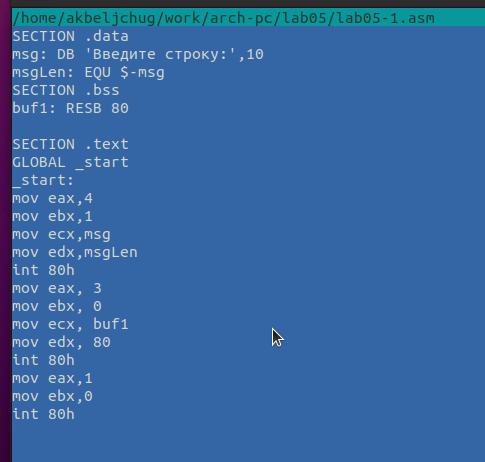 /home/akbeljchug/work/arch-pc/lab05/lab05-1.asm
SECTION .data
msg: DB 'Введите строку:',10
msgLen: EQU $-msg
SECTION .bss
buf1: RESB 80
SECTION .text
GLOBAL _start
_start:
mov eax,4
mov ebx,1
mov ecx,msg
mov edx,msgLen
int 80h
mov eax, 3
mov ebx, 0
mov ecx, buf1
mov edx, 80
int 80h
mov eax,1
mov ebx,0
int 80h